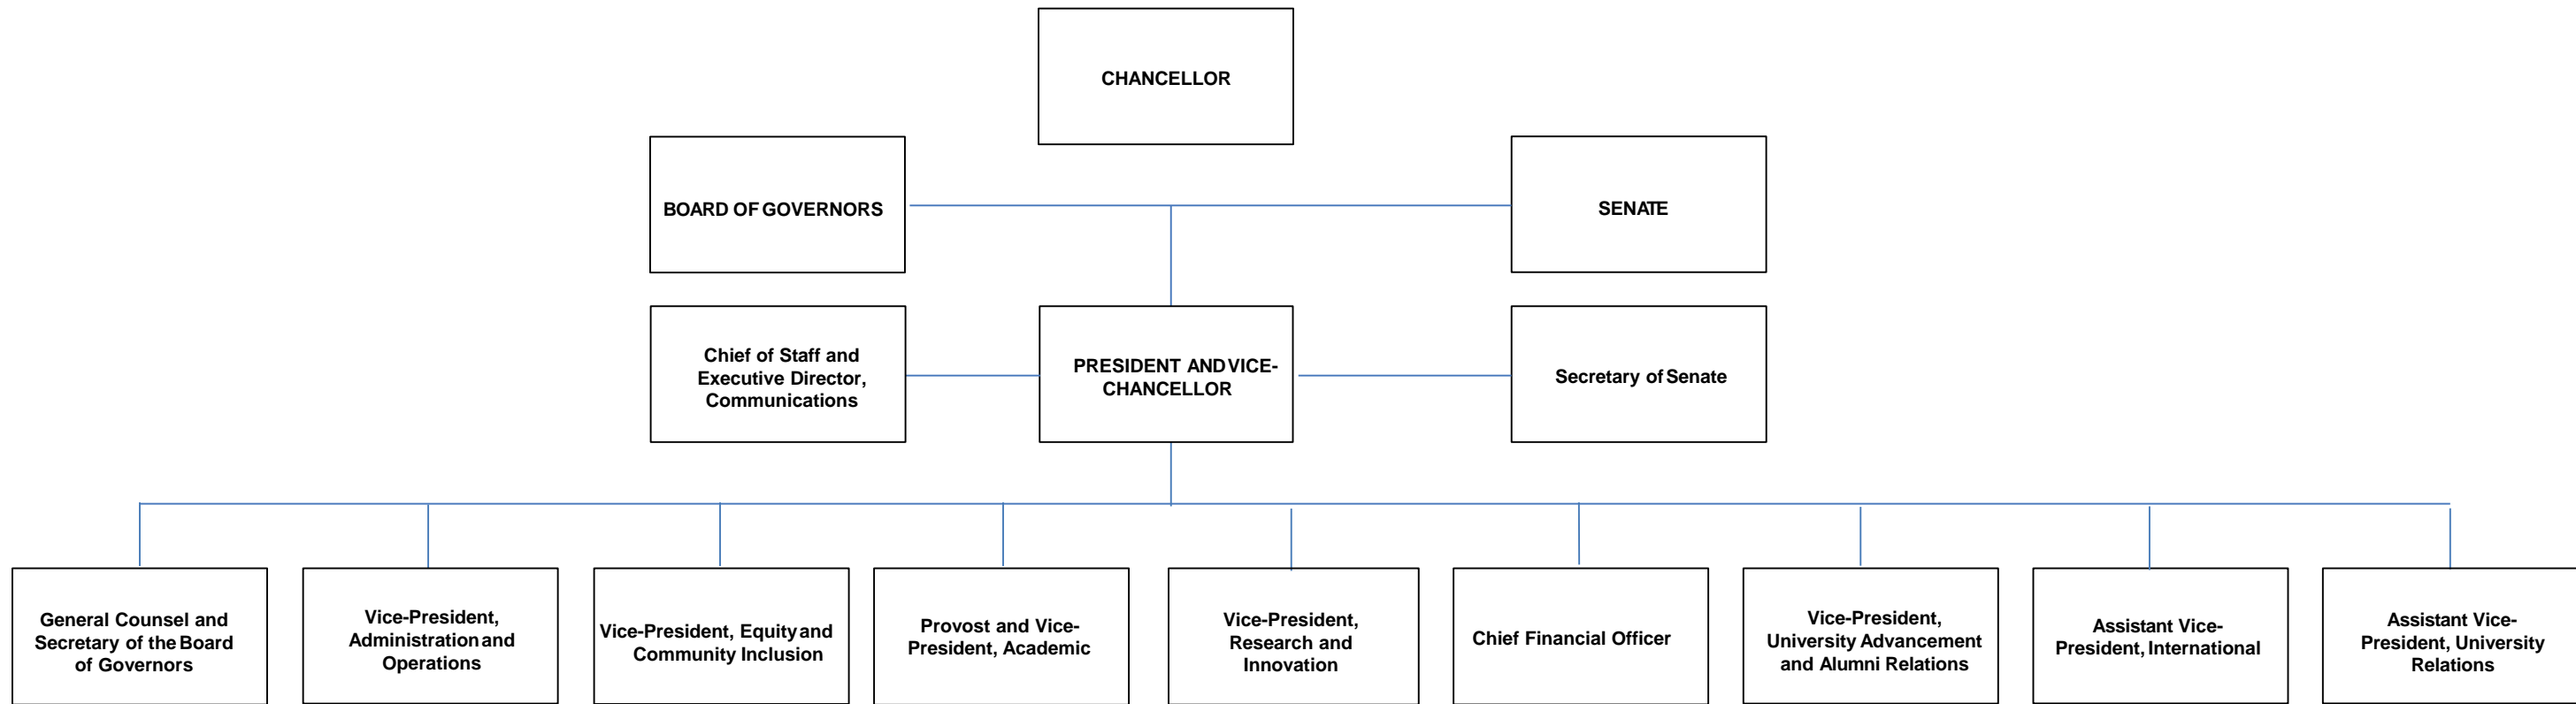 CHANCELLOR
BOARD OF GOVERNORS
SENATE
Chief of Staff and
Executive Director,
Communications
PRESIDENT AND VICE-
CHANCELLOR
Secretary of Senate
General Counsel and
Secretary of the Board
of Governors
Vice-President,
Administration and
Operations
Vice-President, Equity and
Community Inclusion
Provost and Vice-
President, Academic
Vice-President,
Research and
Innovation
Chief Financial Officer
Vice-President,
University Advancement
and Alumni Relations
Assistant Vice-
President, International
Assistant Vice-
President, University
Relations